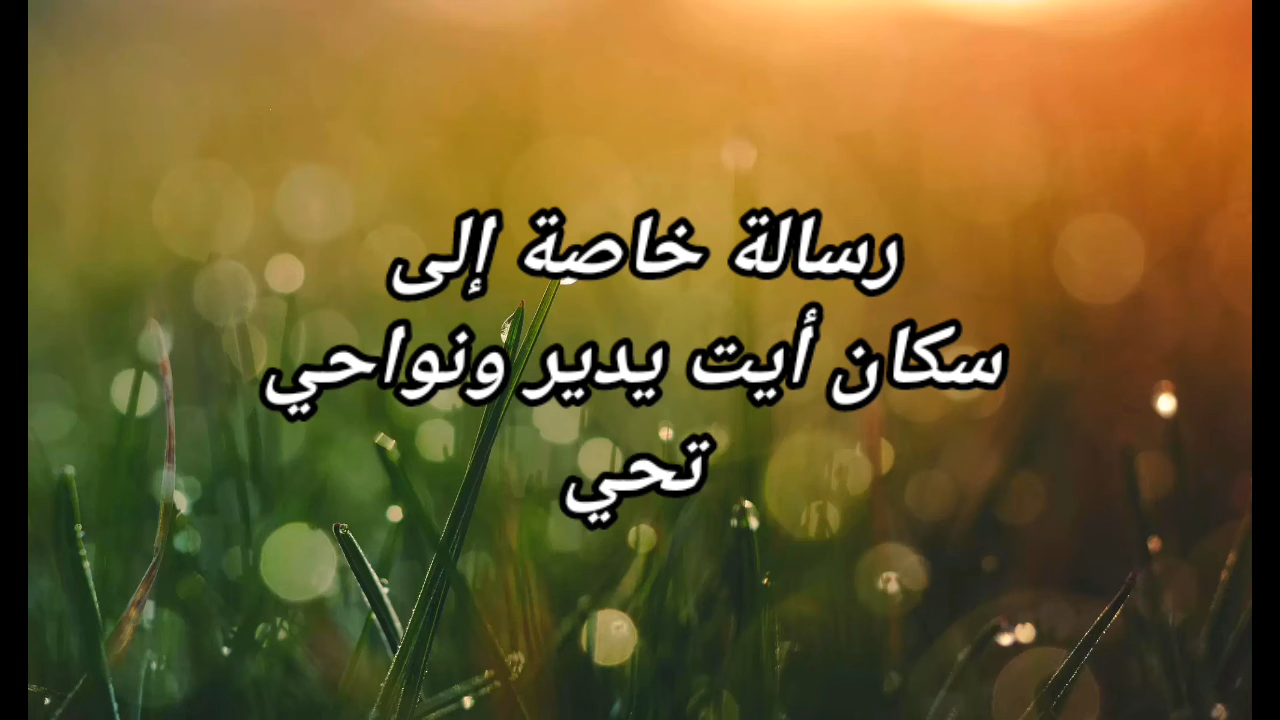 رسالة خاصة إلى
سكان أيت يدير ونواحي
تحي